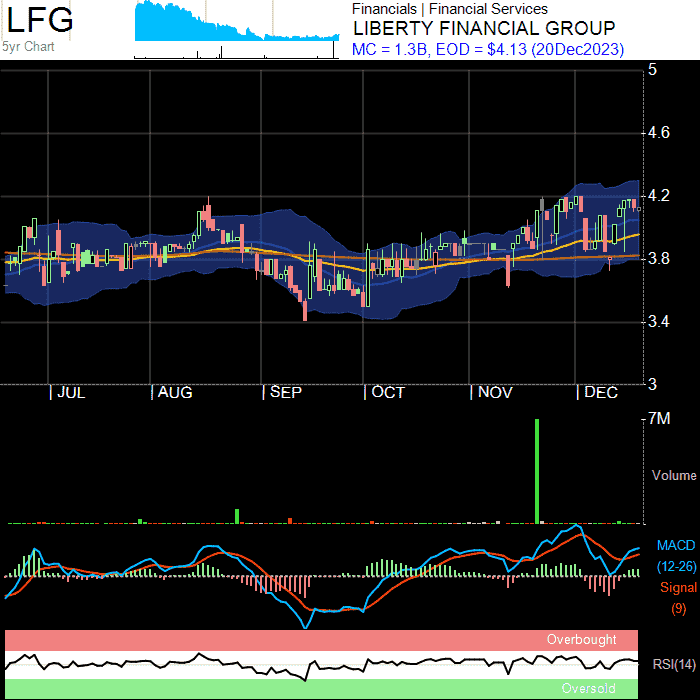 LFG
5yr Chart
Financials | Financial Services
LIBERTY FINANCIAL GROUP
MC = 1.3B, EOD = $4.13 (20Dec2023)
5
4.6
4.2
3.8
3.4
3
JUL AUG SEP OCT NOV DEC
7M
Volume
MACD
(12-26)
Signal
(9)
Overbought
RSI(14)
Oversold